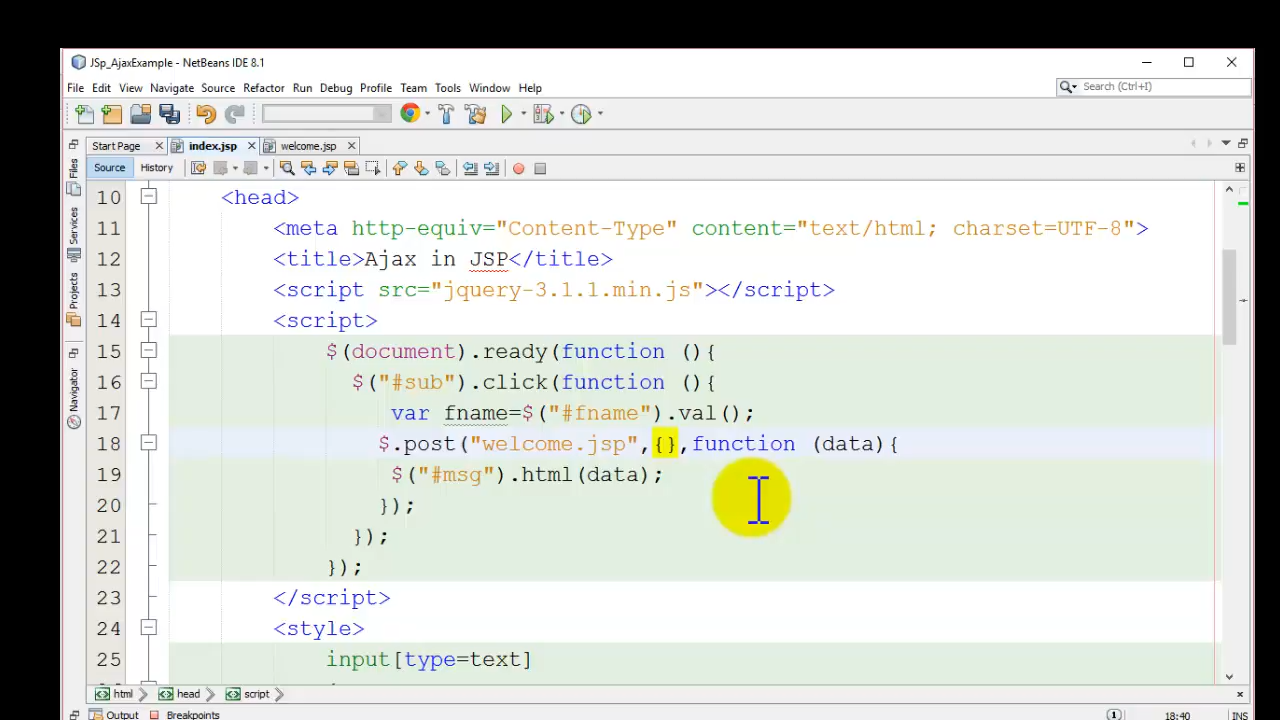 JSp_AjaxExample - NetBeans IDE 8.1
File Edit View Navigate Source Refactor Run Debug Profile Team Tools Window Help
Search (Ctrl+I)
Start Page index.jsp welcome.jsp
Source History
Files
Services
Projects
Navigator
10 <head>
11 <meta http-equiv="Content-Type" content="text/html; charset=UTF-8">
12 <title>Ajax in JSP</title>
13 <script src="jquery-3.1.1.min.js"></script>
14 <script>
15 $(document).ready(function (){
16 $("#sub").click(function (){
17 var fname=$("#fname").val();
18 $.post("welcome.jsp",{},function (data){
19 $("#msg").html(data);
20 });
21 });
22 });
23 </script>
24 <style>
25 input[type=text]
html head script
Output Breakpoints 1 18:40 INS